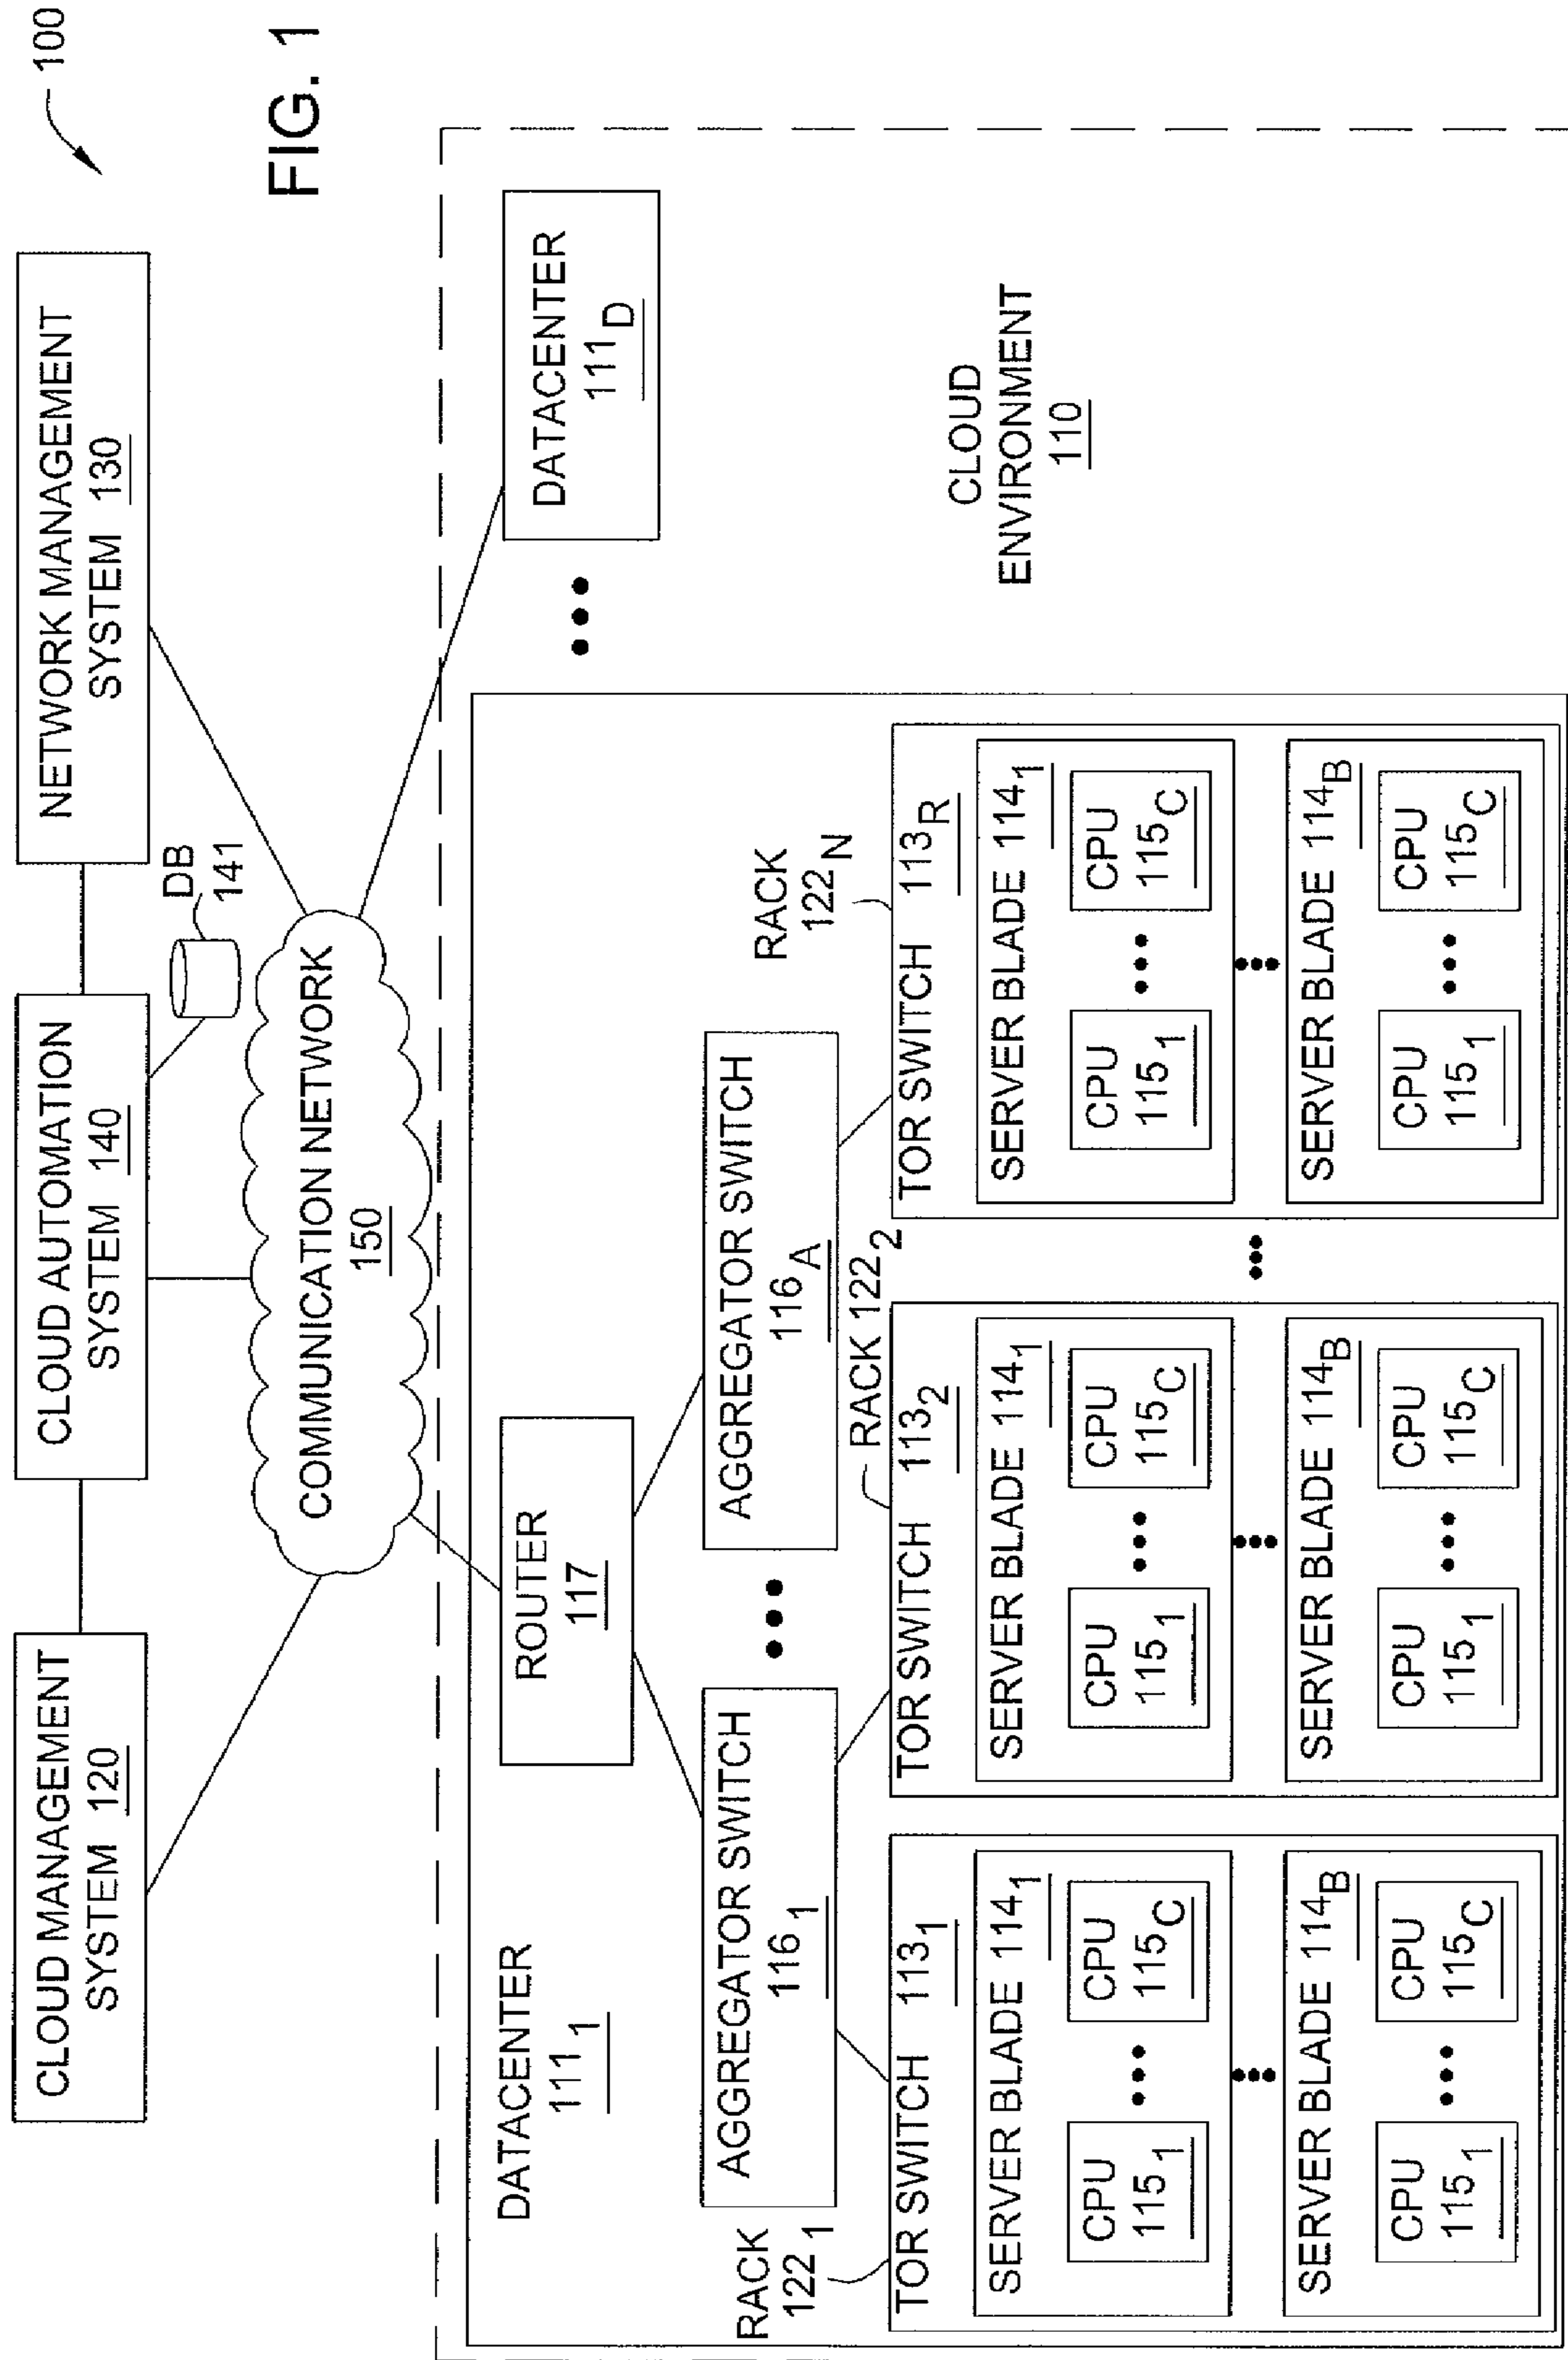 100
FIG. 1
CLOUD MANAGEMENT
SYSTEM 120
CLOUD AUTOMATION
SYSTEM 140
NETWORK MANAGEMENT
SYSTEM 130
DB
141
COMMUNICATION NETWORK
150
DATACENTER
111₁
ROUTER
117
DATACENTER
111D
AGGREGATOR SWITCH
116₁
AGGREGATOR SWITCH
116A
CLOUD
ENVIRONMENT
110
RACK
122₁
RACK 122₂
RACK
122N
TOR SWITCH 113₁
SERVER BLADE 114₁
CPU
115₁
CPU
115C
SERVER BLADE 114B
CPU
115₁
CPU
115C
TOR SWITCH 113₂
SERVER BLADE 114₁
CPU
115₁
CPU
115C
SERVER BLADE 114B
CPU
115₁
CPU
115C
TOR SWITCH 113R
SERVER BLADE 114₁
CPU
115₁
CPU
115C
SERVER BLADE 114B
CPU
115₁
CPU
115C